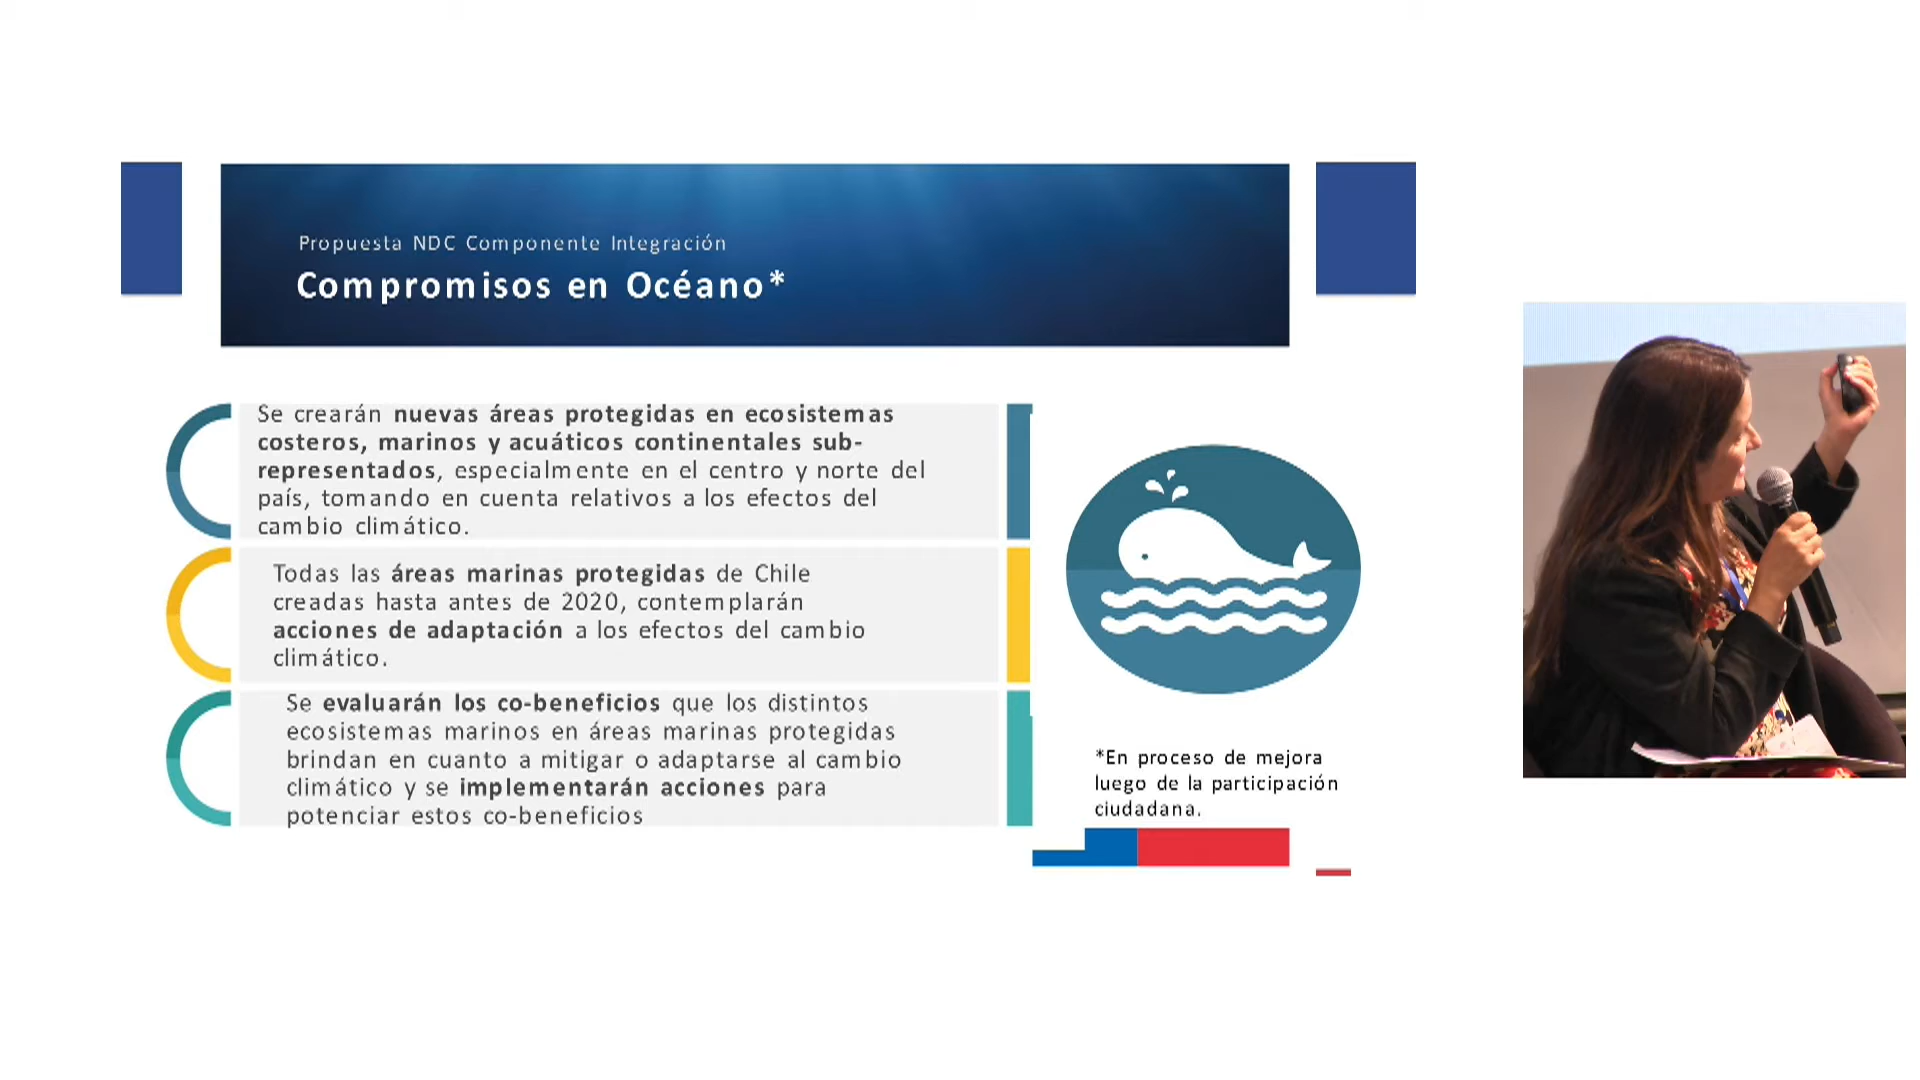 Propuesta NDC Componente Integración
Compromisos en Océano*
Se crearán nuevas áreas protegidas en ecosistemas
costeros, marinos y acuáticos continentales sub-
representados, especialmente en el centro y norte del
país, tomando en cuenta relativos a los efectos del
cambio climático.
Todas las áreas marinas protegidas de Chile
creadas hasta antes de 2020, contemplarán
acciones de adaptación a los efectos del cambio
climático.
Se evaluarán los co-beneficios que los distintos
ecosistemas marinos en áreas marinas protegidas
brindan en cuanto a mitigar o adaptarse al cambio
climático y se implementarán acciones para
potenciar estos co-beneficios
*En proceso de mejora
luego de la participación
ciudadana.